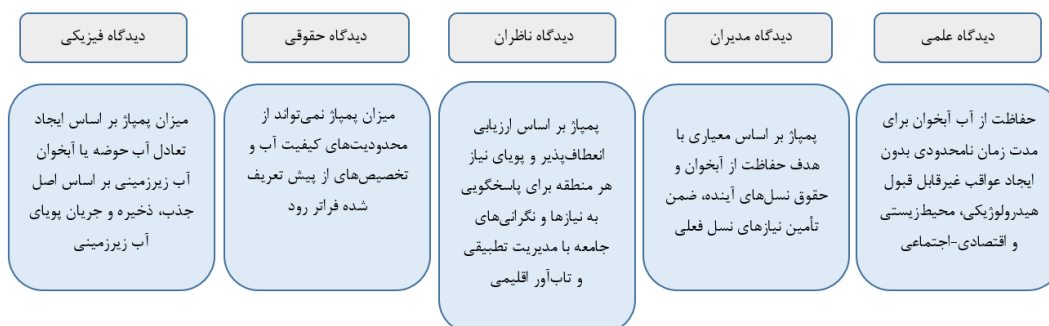 دیدگاه علمی
حفاظت از آب آبخوان برای
مدت زمان نامحدودی بدون
ایجاد عواقب غیرقابل قبول
هیدرولوژیکی، محیط‌زیستی
و اقتصادی-اجتماعی
دیدگاه مدیران
پمپاژ بر اساس معیاری با
هدف حفاظت از آبخوان و
حقوق نسل‌های آینده، ضمن
تأمین نیازهای نسل فعلی
دیدگاه ناظران
پمپاژ بر اساس ارزیابی
انعطاف‌پذیر و پویای نیاز
هر منطقه برای پاسخگویی
به نیازها و نگرانی‌های
جامعه با مدیریت تطبیقی
و تاب‌آور اقلیمی
دیدگاه حقوقی
میزان پمپاژ نمی‌تواند از
محدودیت‌های کیفیت آب و
تخصیص‌های از پیش تعریف
شده فراتر رود
دیدگاه فیزیکی
میزان پمپاژ بر اساس ایجاد
تعادل آب حوضه یا آبخوان
آب زیرزمینی بر اساس اصل
جذب، ذخیره و جریان پویای
آب زیرزمینی